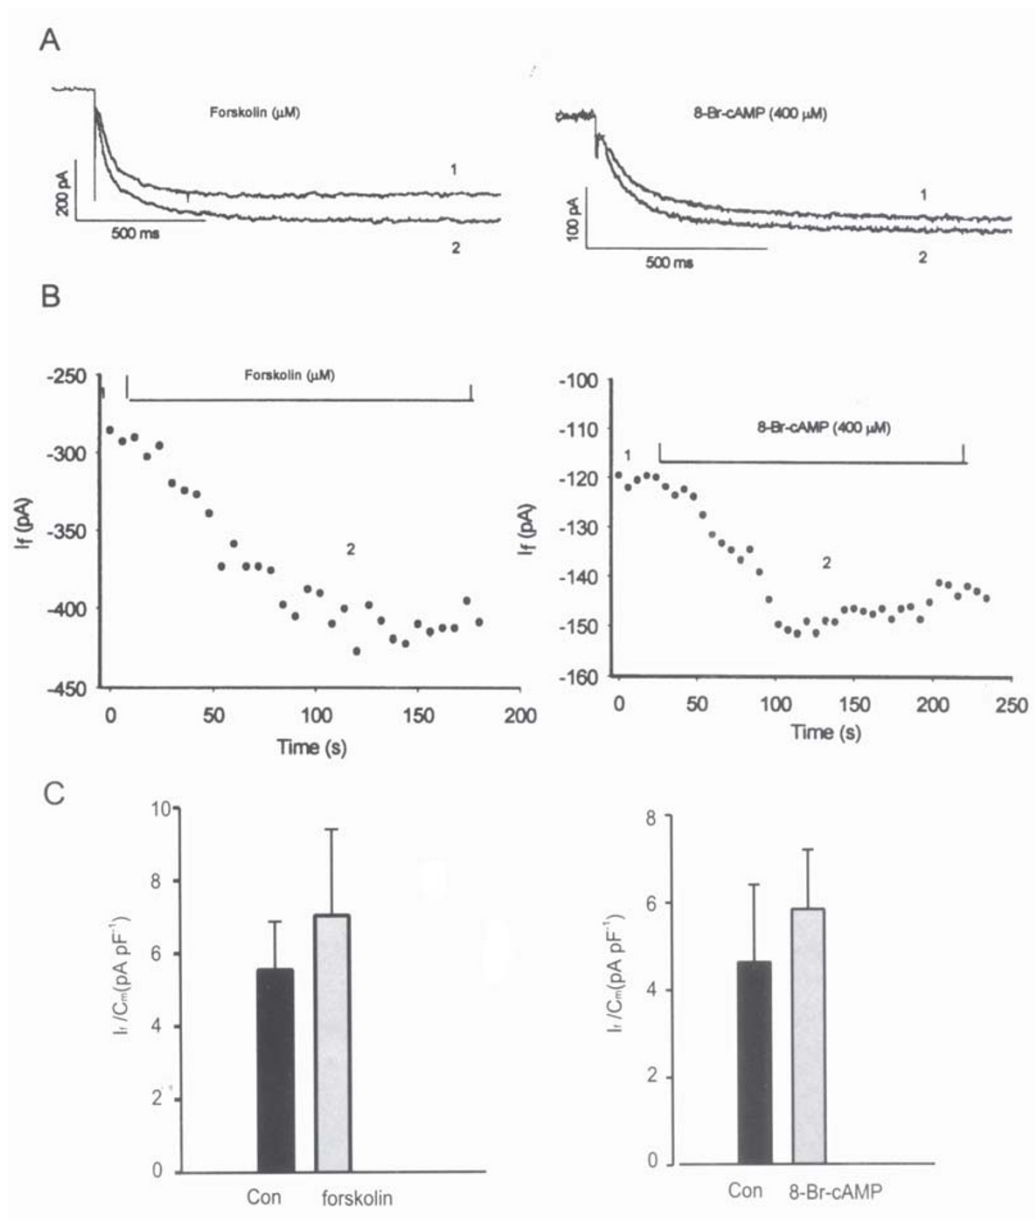 A
Forskolin (μM)
8-Br-cAMP (400 μM)
1
1
200 pA
100 pA
500 ms
2
500 ms
2
B
-250
Forskolin (μM)
-300
-350
2
-400
-450
If (pA)
0 50 100 150 200
Time (s)
-100
-110
8-Br-cAMP (400 μM)
1
-120
-130
2
-140
-150
-160
If (pA)
0 50 100 150 200 250
Time (s)
C
10
8
6
4
2
0
If /Cm(pA pF-1)
Con forskolin
8
6
4
2
0
If /Cm(pA pF-1)
Con 8-Br-cAMP